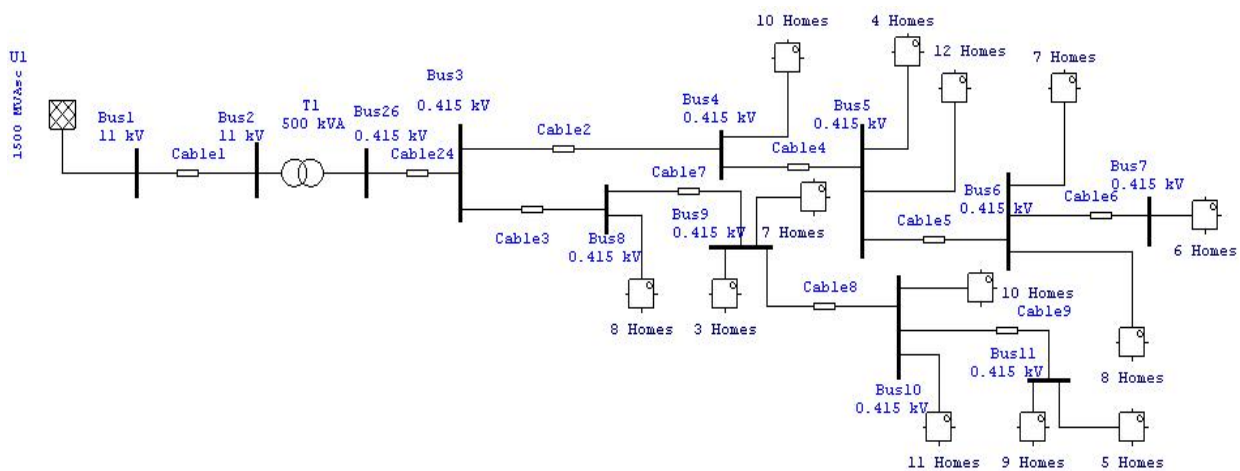 U1
1500 MVAsc
Bus1
11 kV
Cable1
Bus2
11 kV
T1
500 kVA
Bus26
0.415 kV
Cable24
Bus3
0.415 kV
Cable2
Cable3
Bus4
0.415 kV
10 Homes
Cable4
Bus5
0.415 kV
4 Homes
12 Homes
Cable5
Bus6
0.415 kV
7 Homes
Cable6
Bus7
0.415 kV
6 Homes
8 Homes
Bus8
0.415 kV
8 Homes
Cable7
Bus9
0.415 kV
7 Homes
3 Homes
Cable8
Bus10
0.415 kV
10 Homes
11 Homes
Cable9
Bus11
0.415 kV
9 Homes
5 Homes